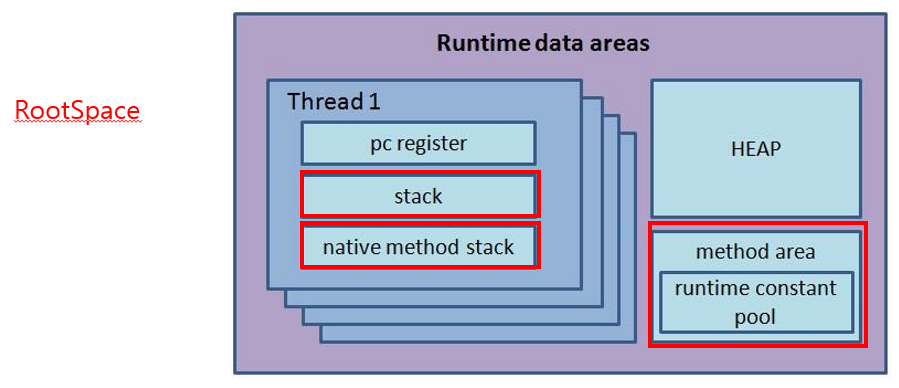 Runtime data areas
RootSpace
Thread 1
pc register
stack
native method stack
HEAP
method area
runtime constant
pool